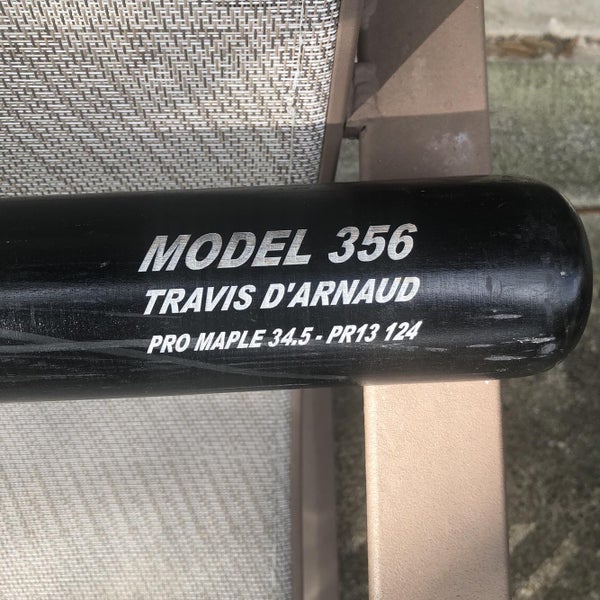 MODEL 356
TRAVIS D'ARNAUD
PRO MAPLE 34.5 - PR13 124